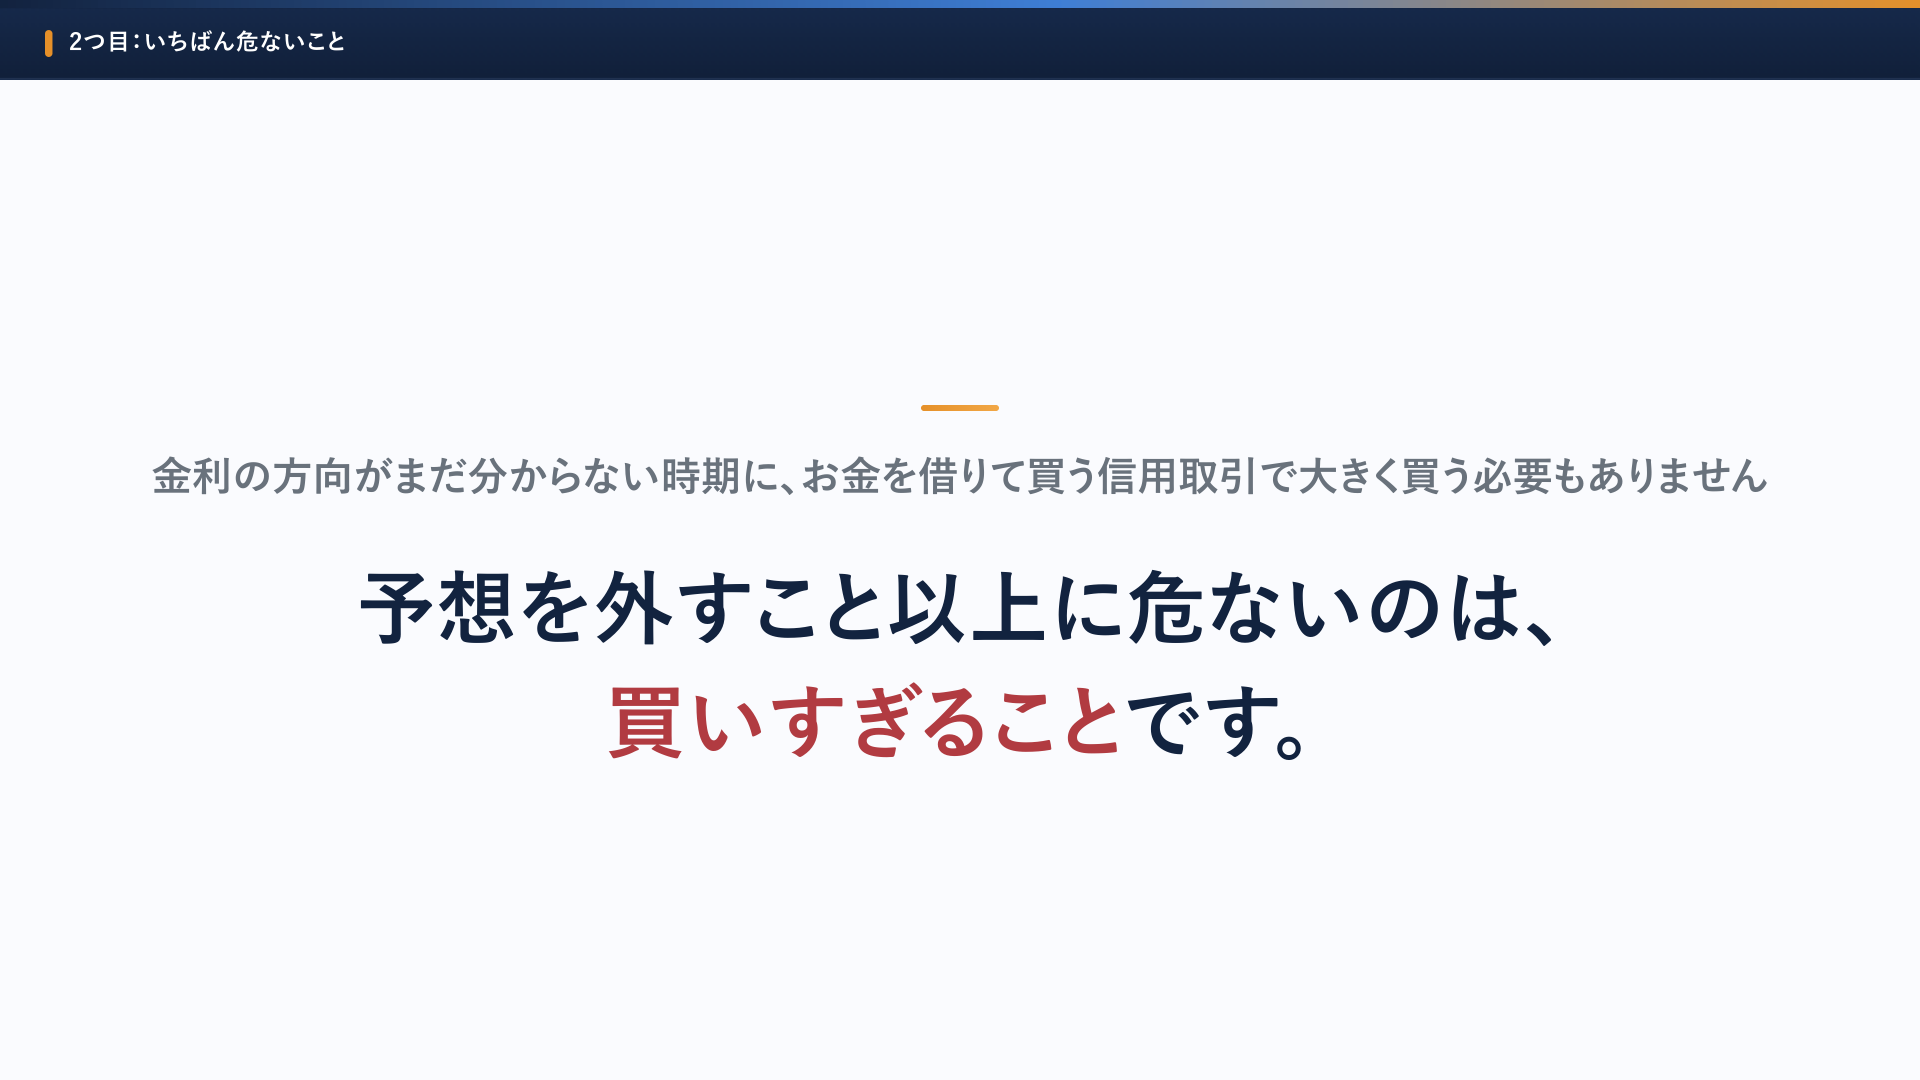 2つ目：いちばん危ないこと
金利の方向がまだ分からない時期に、お金を借りて買う信用取引で大きく買う必要もありません
予想を外すこと以上に危ないのは、
買いすぎることです。